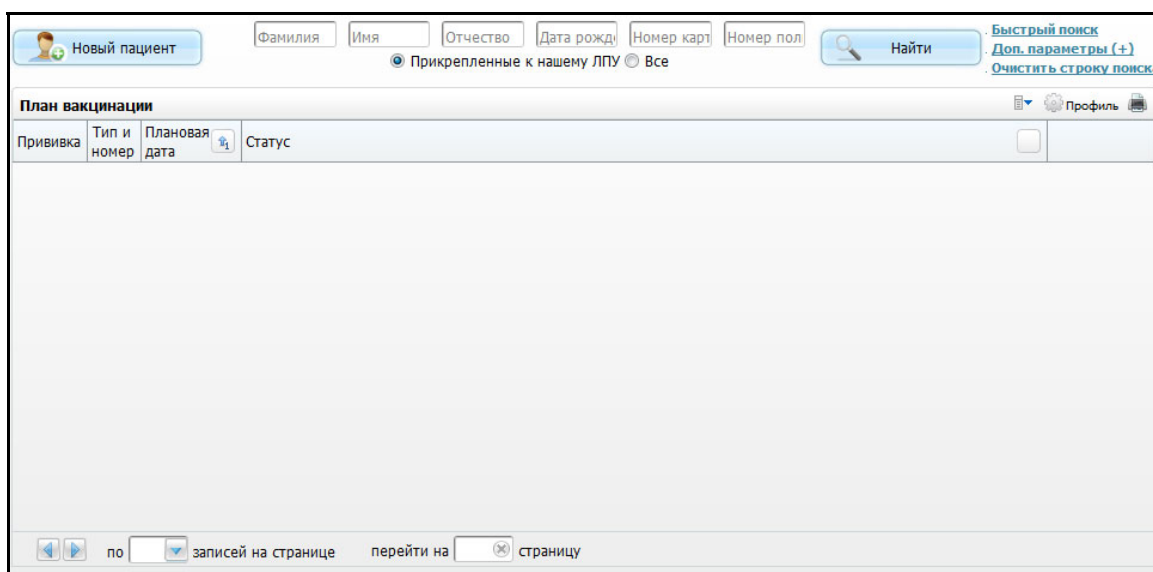 Новый пациент
Фамилия Имя Отчество Дата рожд Номер карт Номер пол
Прикрепленные к нашему ЛПУ Все
Найти
Быстрый поиск
Доп. параметры (+)
Очистить строку поиск
План вакцинации Профиль
Прививка Тип и номер Плановая дата 1 Статус
по записей на странице перейти на страницу